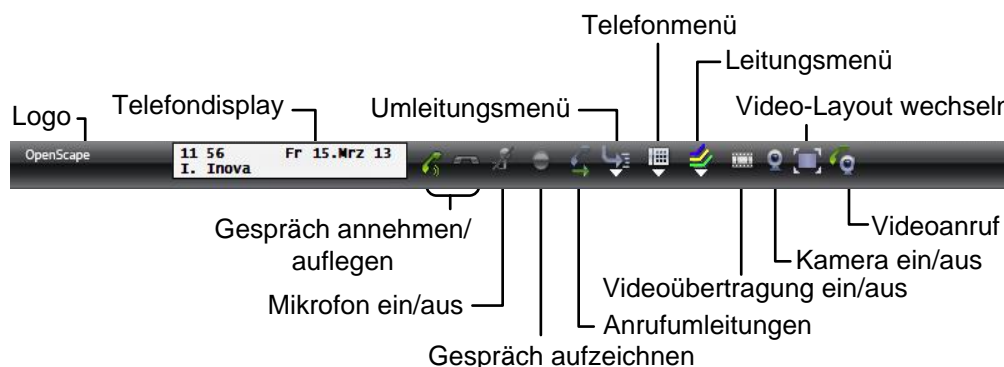 Telefonmenü
Leitungsmenü
Logo
Telefondisplay
Umleitungsmenü
Video-Layout wechseln
OpenScape
11 56 Fr 15.Mrz 13
I. Inova
Gespräch annehmen/
auflegen
Videoanruf
Kamera ein/aus
Mikrofon ein/aus
Videoübertragung ein/aus
Anrufumleitungen
Gespräch aufzeichnen